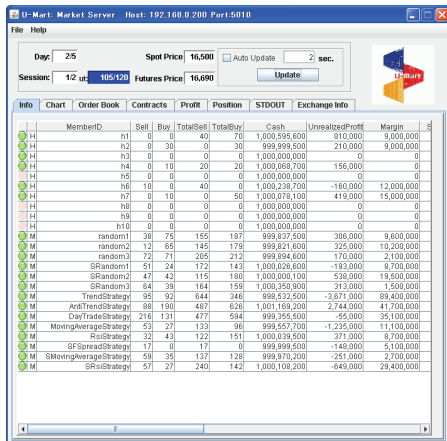 U-Mart: Market Server Host: 192.168.0.200 Port:5010
File Help
Day: 2/5 Spot Price 16,500 Auto Update 2 sec.
Session: 1/2 ut: 105/120 Futures Price 16,690 Update
U-mart
Info Chart Order Book Contracts Profit Position STDOUT Exchange Info
MemberID Sell Buy TotalSell TotalBuy Cash UnrealizedProfit Margin S
H h1 0 0 40 70 1,000,595,600 810,000 9,000,000
H h2 0 30 0 30 999,999,500 210,000 9,000,000
H h3 0 0 0 0 1,000,000,000 0 0
H h4 0 10 20 20 1,000,068,700 156,000 0
H h5 0 0 0 0 1,000,000,000 0 0
H h6 10 0 40 0 1,000,238,700 -160,000 12,000,000
H h7 0 10 0 50 1,000,078,100 419,000 15,000,000
H h8 0 0 0 0 1,000,000,000 0 0
H h9 0 0 0 0 1,000,000,000 0 0
H h10 0 0 0 0 1,000,000,000 0 0
M random1 38 75 155 187 999,837,500 306,000 9,600,000
M random2 12 65 145 179 999,821,600 325,000 10,200,000
M random3 72 71 205 212 999,894,600 170,000 2,100,000
M SRandom1 51 24 172 143 1,000,026,600 -193,000 8,700,000
M SRandom2 47 42 115 180 1,000,000,100 538,000 19,500,000
M SRandom3 64 39 164 159 1,000,350,900 313,000 1,500,000
M TrendStrategy 95 92 644 346 998,532,500 -3,671,000 89,400,000
M AntiTrendStrategy 88 190 487 626 1,001,169,200 2,744,000 41,700,000
M DayTradeStrategy 216 131 477 594 999,355,500 -55,000 35,100,000
M MovingAverageStrategy 53 27 133 96 999,557,700 -1,235,000 11,100,000
M RsiStrategy 32 43 122 151 1,000,039,500 371,000 8,700,000
M SFSpreadStrategy 17 0 17 0 999,999,500 -148,000 5,100,000
M SMovingAverageStrategy 59 35 137 128 999,970,200 -251,000 2,700,000
M SRsiStrategy 57 27 240 142 1,000,108,200 -649,000 29,400,000